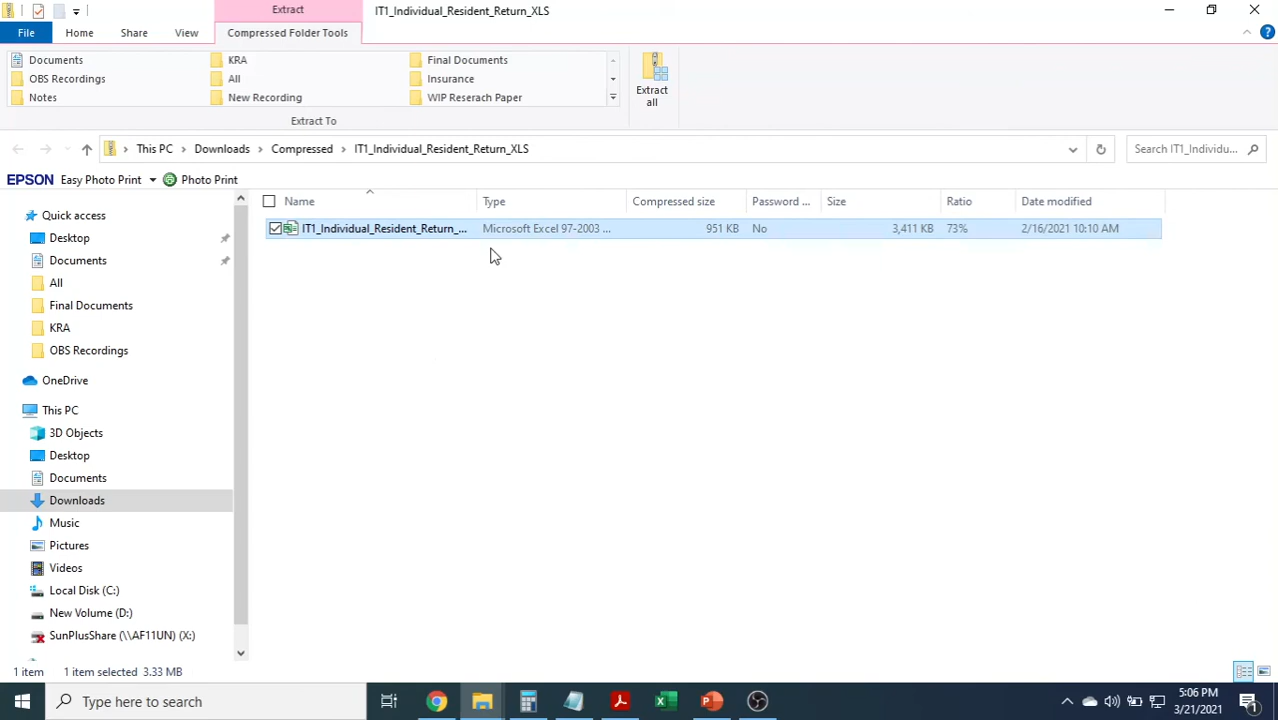 Extract
IT1_Individual_Resident_Return_XLS
File
Home
Share
View
Compressed Folder Tools
Documents
KRA
Final Documents
OBS Recordings
All
Insurance
Notes
New Recording
WIP Reserach Paper
Extract all
Extract To
This PC
Downloads
Compressed
IT1_Individual_Resident_Return_XLS
Search IT1_Individu...
EPSON
Easy Photo Print
Photo Print
Name
Type
Compressed size
Password ...
Size
Ratio
Date modified
IT1_Individual_Resident_Return_...
Microsoft Excel 97-2003 ...
951 KB
No
3,411 KB
73%
2/16/2021 10:10 AM
Quick access
Desktop
Documents
All
Final Documents
KRA
OBS Recordings
OneDrive
This PC
3D Objects
Desktop
Documents
Downloads
Music
Pictures
Videos
Local Disk (C:)
New Volume (D:)
SunPlusShare (\\AF11UN) (X:)
1 item
1 item selected 3.33 MB
Type here to search
5:06 PM
3/21/2021
1